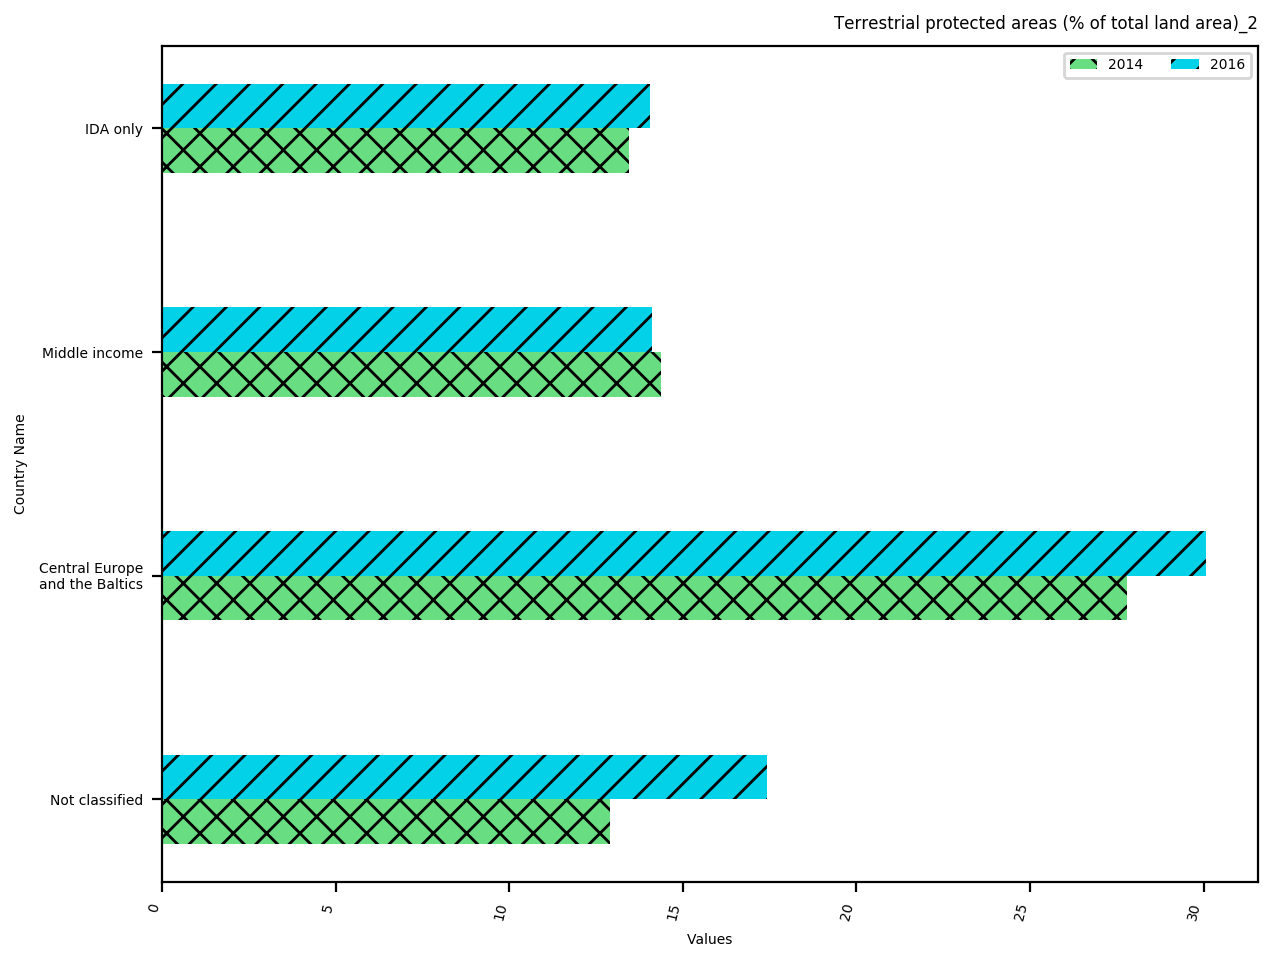 Terrestrial protected areas (% of total land area)_2
2014
2016
IDA only
Middle income
Central Europe
and the Baltics
Not classified
Country Name
0
5
10
15
20
25
30
Values